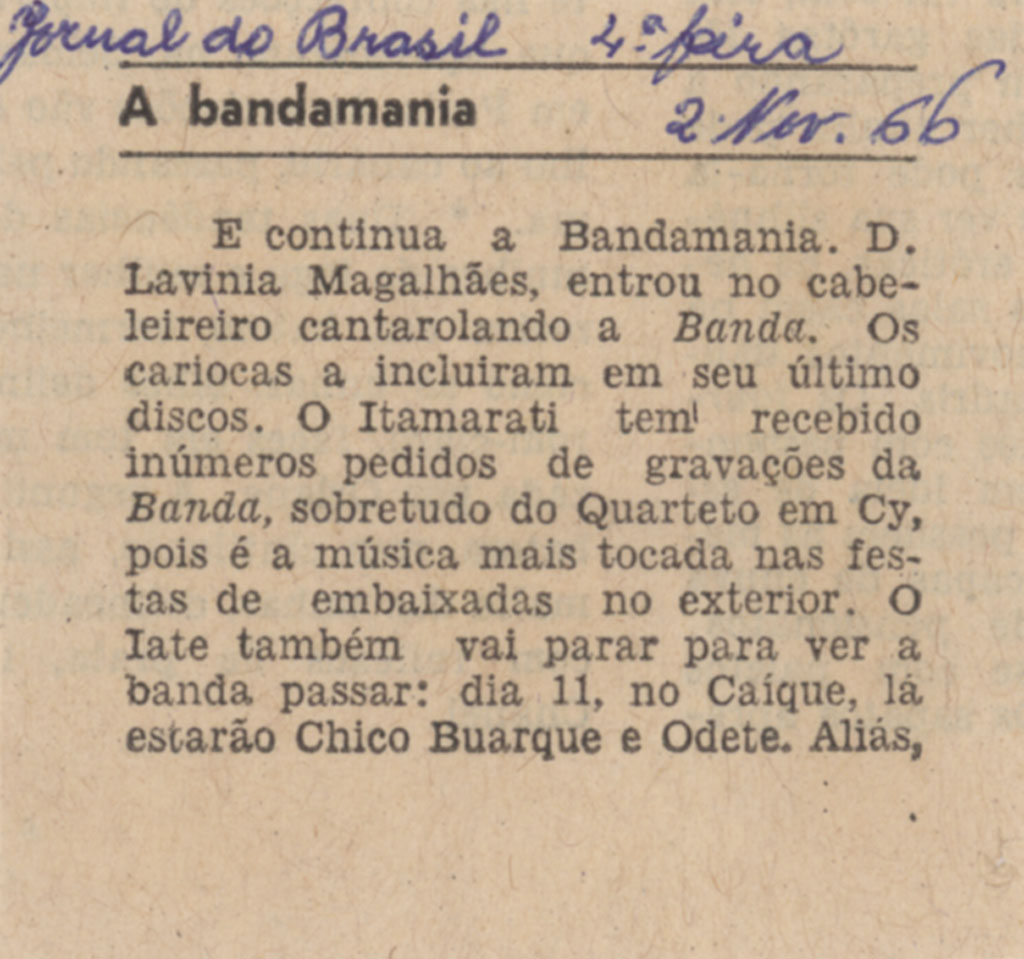 Jornal do Brasil 4.ª feira
A bandamania 2. Nov. 66
E continua a Bandamania. D.
Lavinia Magalhães, entrou no cabe-
leireiro cantarolando a Banda. Os
cariocas a incluiram em seu último
discos. O Itamarati tem recebido
inúmeros pedidos de gravações da
Banda, sobretudo do Quarteto em Cy,
pois é a música mais tocada nas fes-
tas de embaixadas no exterior. O
Iate também vai parar para ver a
banda passar: dia 11, no Caíque, lá
estarão Chico Buarque e Odete. Aliás,